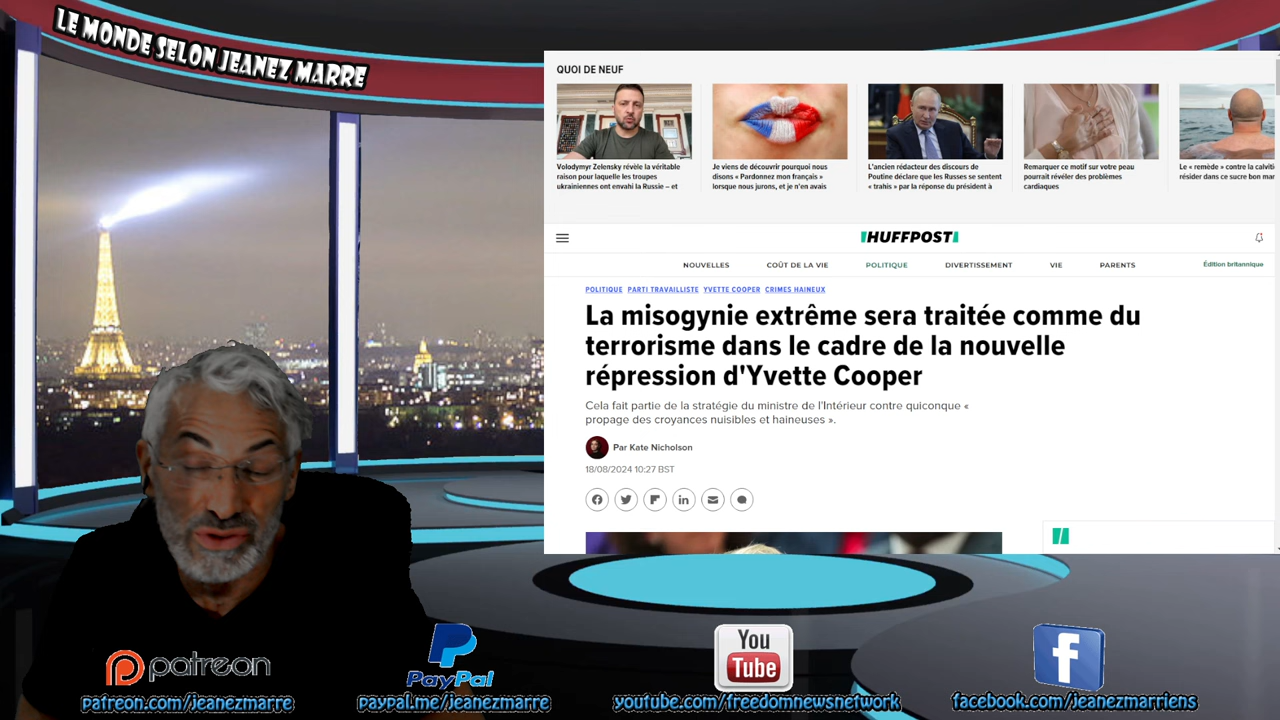 LE MONDE SELON JEANEZ MARRE
QUOI DE NEUF
Volodymyr Zelensky révèle la véritable
raison pour laquelle les troupes
ukrainiennes ont envahi la Russie – et
Je viens de découvrir pourquoi nous
disons « Pardonnez mon français »
lorsque nous jurons, et je n'en avais
L'ancien rédacteur des discours de
Poutine déclare que les Russes se sentent
« trahis » par la réponse du président à
Remarquer ce motif sur votre peau
pourrait révéler des problèmes
cardiaques
Le « remède » contre la calviti
résider dans ce sucre bon mar
HUFFPOST
NOUVELLES COÛT DE LA VIE POLITIQUE DIVERTISSEMENT VIE PARENTS Édition britannique
POLITIQUE PARTI TRAVAILLISTE YVETTE COOPER CRIMES HAINEUX
La misogynie extrême sera traitée comme du
terrorisme dans le cadre de la nouvelle
répression d'Yvette Cooper
Cela fait partie de la stratégie du ministre de l'Intérieur contre quiconque «
propage des croyances nuisibles et haineuses ».
Par Kate Nicholson
18/08/2024 10:27 BST
patreon
PayPal
You
Tube
patreon.com/jeanezmarre
paypal.me/jeanezmarre
youtube.com/freedomnewsnetwork
facebook.com/jeanezmarriens